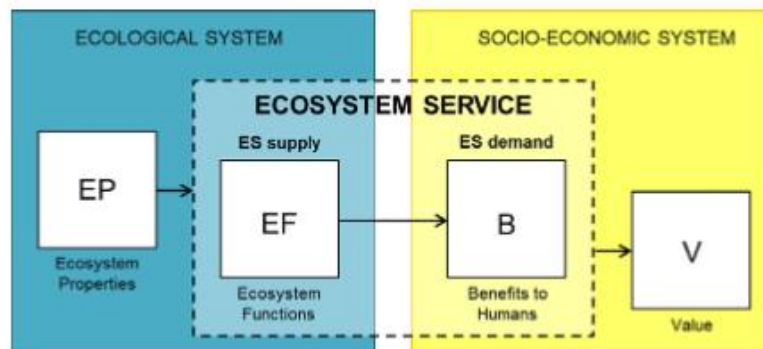 ECOLOGICAL SYSTEM
SOCIO-ECONOMIC SYSTEM
ECOSYSTEM SERVICE
ES supply
ES demand
EP
EF
B
V
Ecosystem
Properties
Ecosystem
Functions
Benefits to
Humans
Value